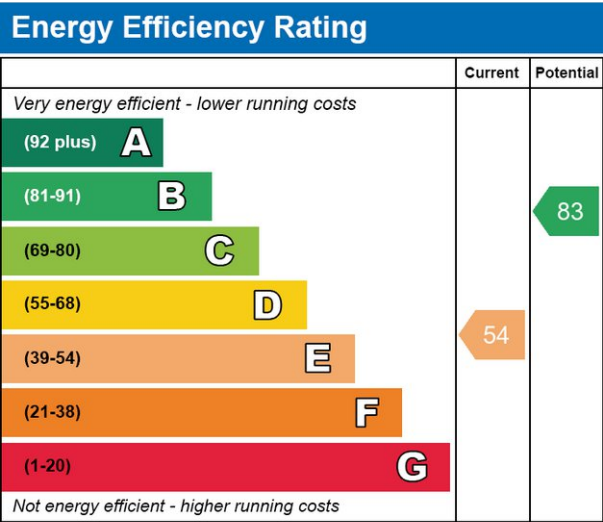 Energy Efficiency Rating
Current Potential
Very energy efficient - lower running costs
(92 plus) A
(81-91) B
83
(69-80) C
(55-68) D
54
(39-54) E
(21-38) F
(1-20) G
Not energy efficient - higher running costs